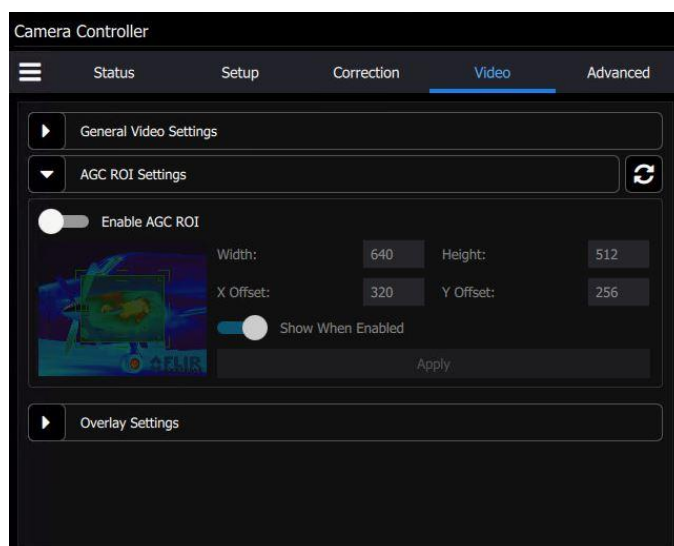 Camera Controller
Status Setup Correction Video Advanced
General Video Settings
AGC ROI Settings
Enable AGC ROI
Width: 640 Height: 512
X Offset: 320 Y Offset: 256
Show When Enabled
Apply
FLIR
Overlay Settings